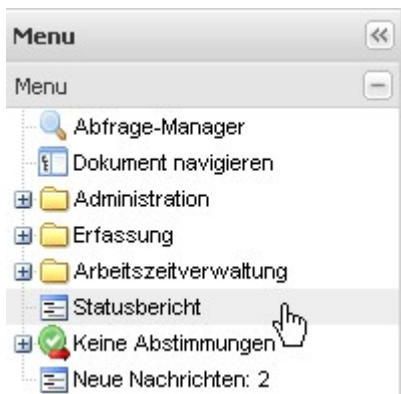 Menu
Menu
Abfrage-Manager
Dokument navigieren
Administration
Erfassung
Arbeitszeitverwaltung
Statusbericht
Keine Abstimmungen
Neue Nachrichten: 2